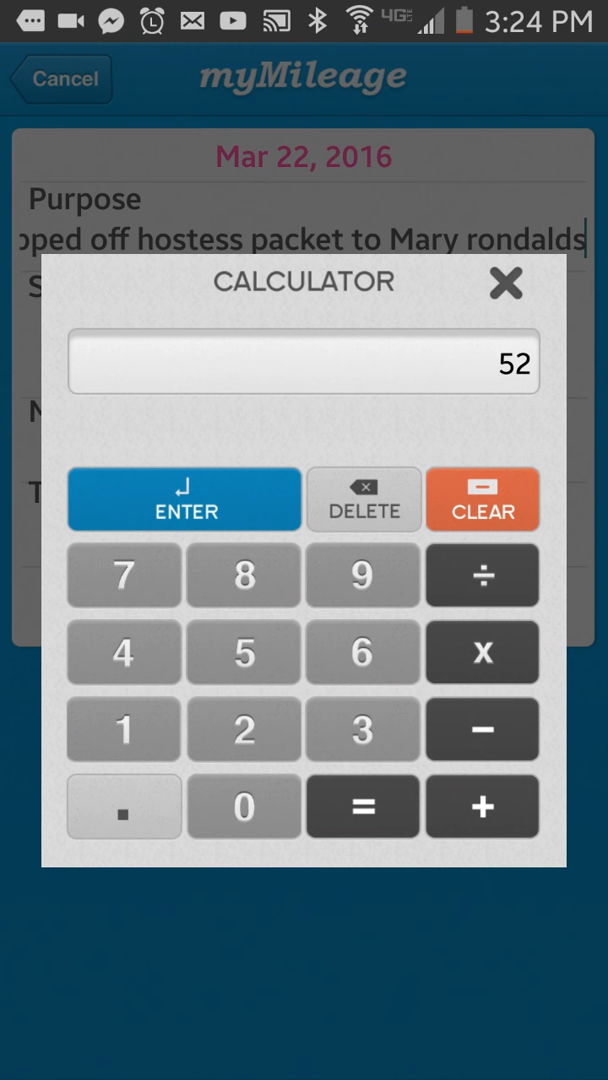 4G 3:24 PM
Cancel myMileage
Mar 22, 2016
Purpose
pped off hostess packet to Mary rondalds
S
CALCULATOR
52
N
T
ENTER DELETE CLEAR
7 8 9 ÷
4 5 6 x
1 2 3 −
. 0 = +